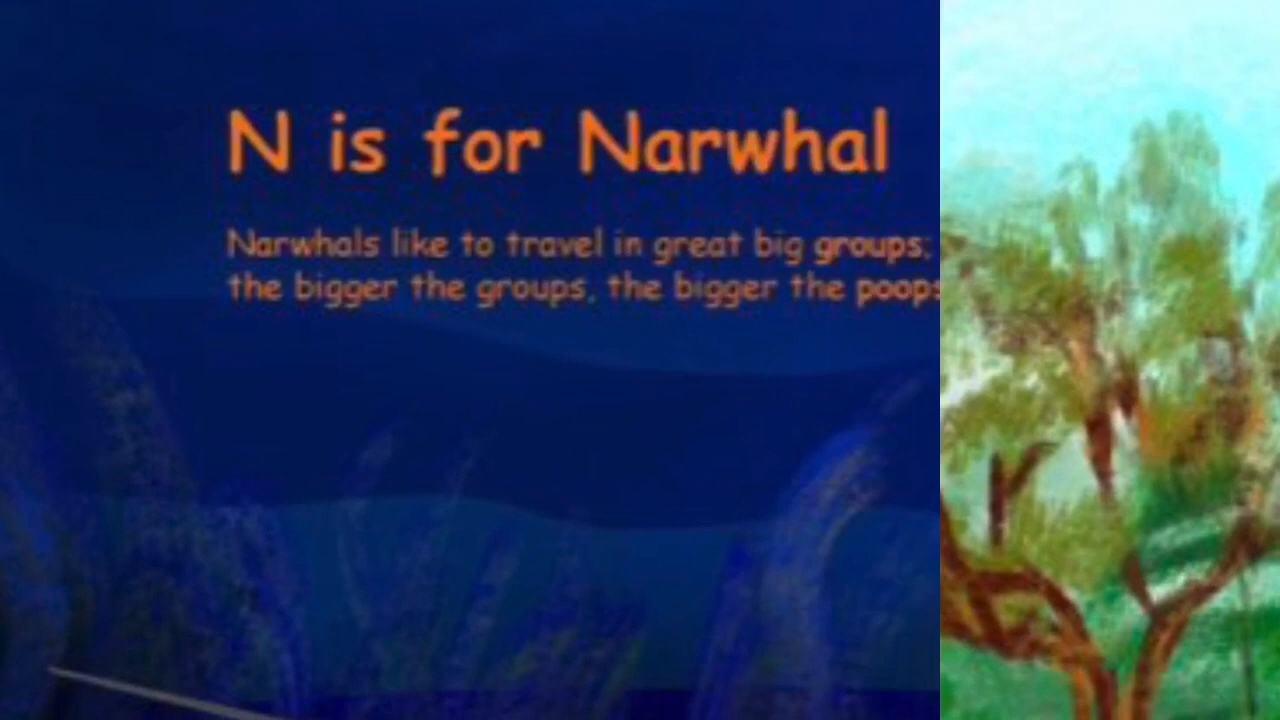 N is for Narwhal
Narwhals like to travel in great big groups;
the bigger the groups, the bigger the poops